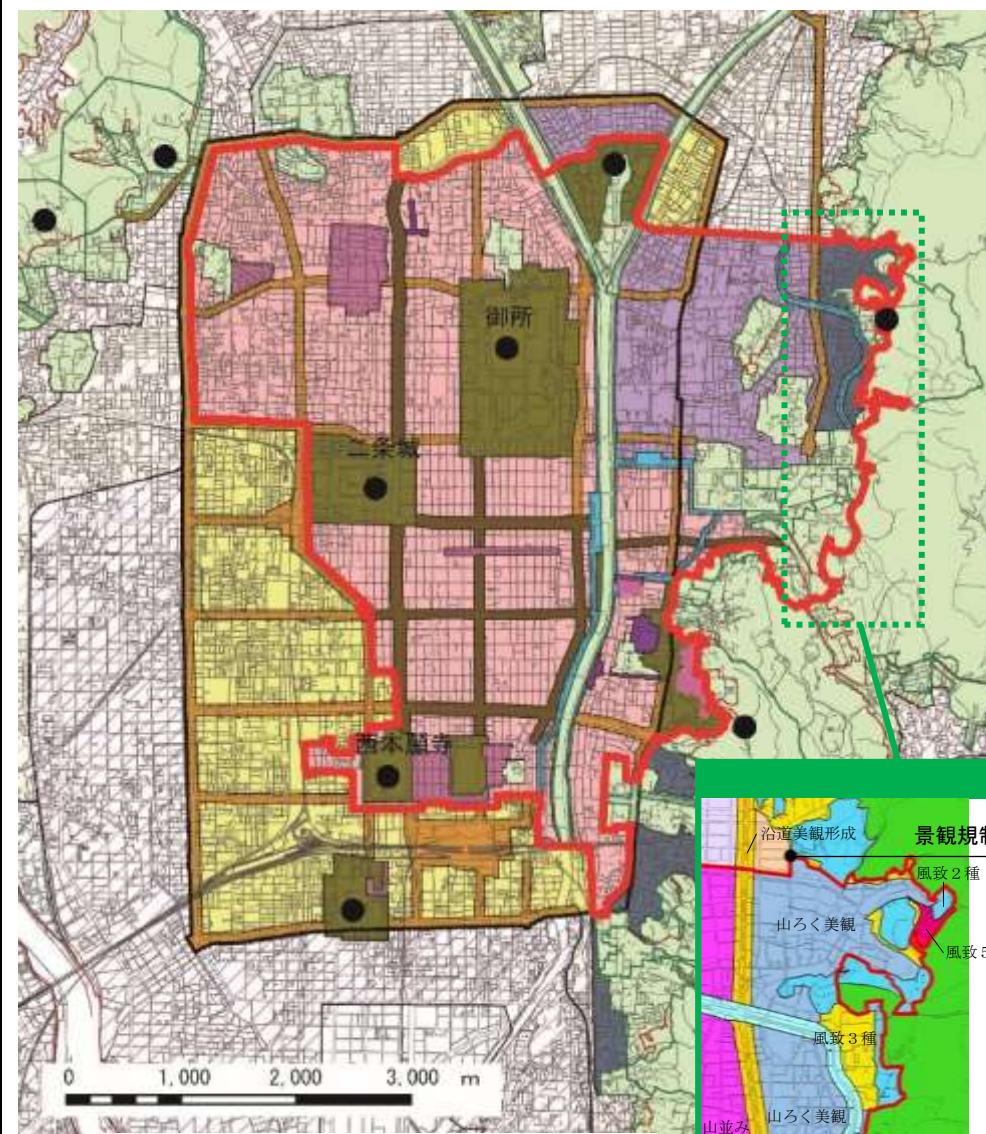 御所
二条城
西本願寺
0 1,000 2,000 3,000 m
沿道美観形成
景観規制
風致2種
山ろく美観
風致5
風致3種
山ろく美観
山並み